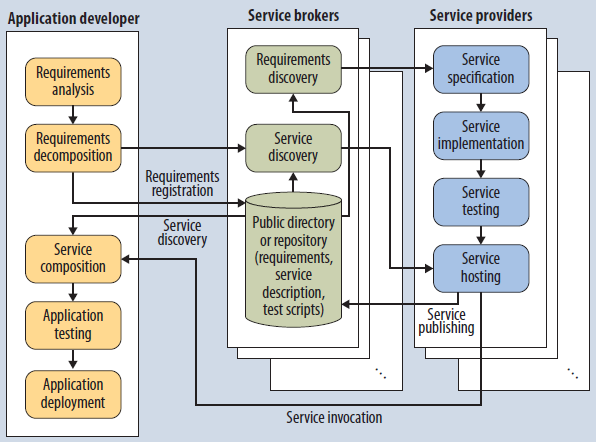 Application developer
Service brokers
Service providers
Requirements
analysis
Requirements
decomposition
Requirements
registration
Service
discovery
Service
composition
Application
testing
Application
deployment
Requirements
discovery
Service
discovery
Public directory
or repository
(requirements,
service
description,
test scripts)
Service
specification
Service
implementation
Service
testing
Service
hosting
Service
publishing
Service invocation